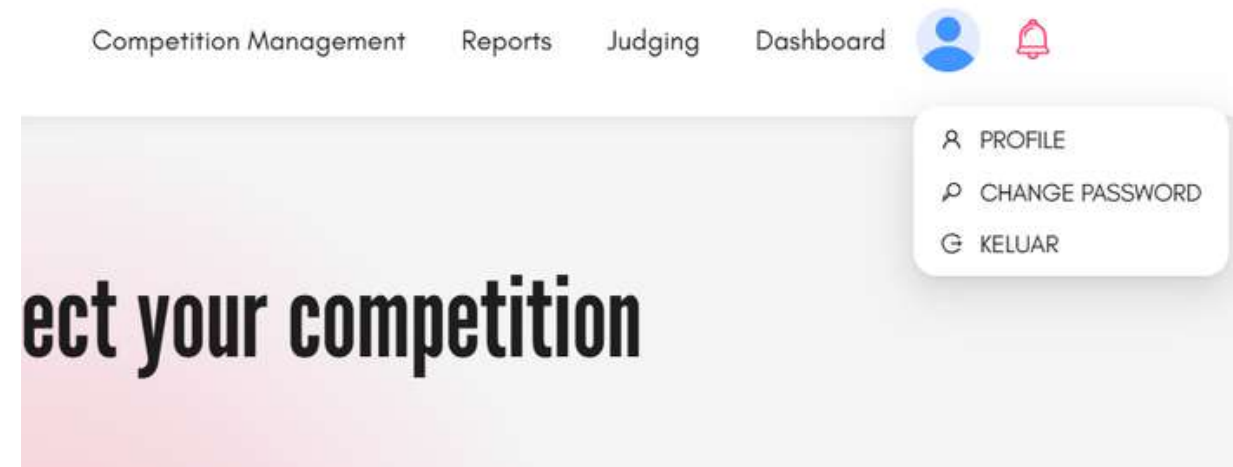 Competition Management Reports Judging Dashboard
PROFILE
CHANGE PASSWORD
KELUAR
ect your competition